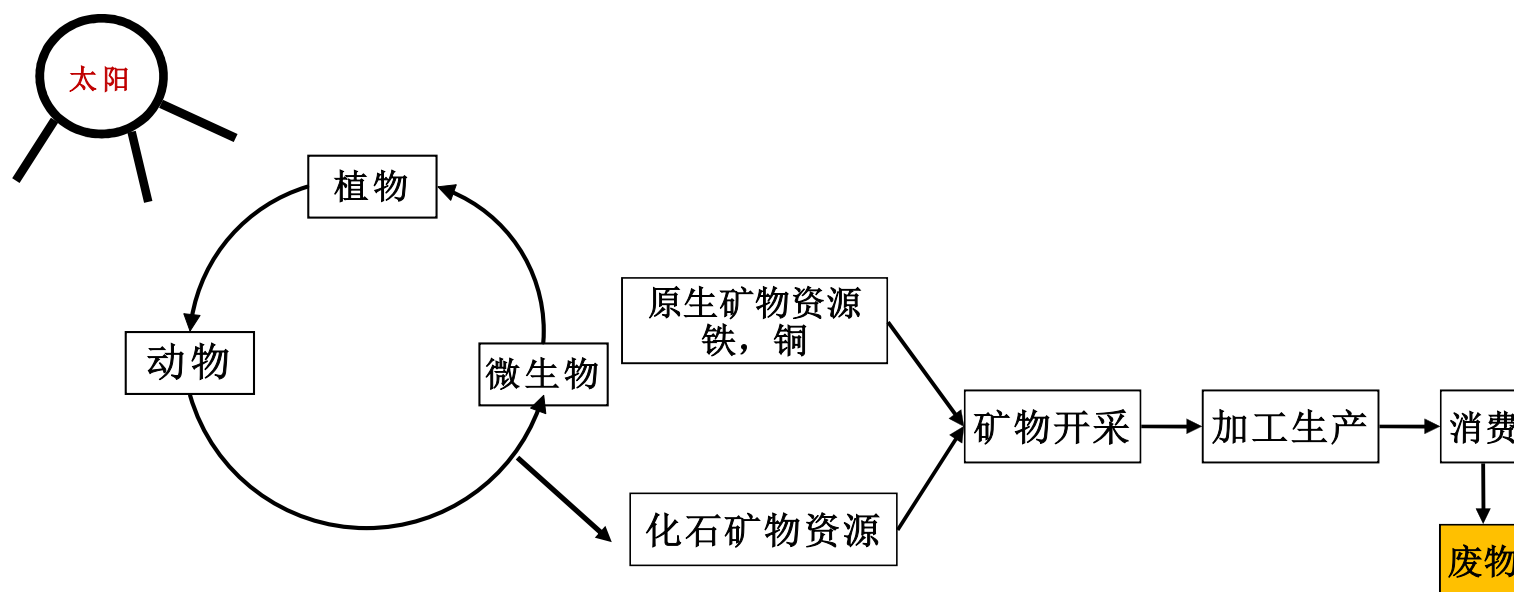 太阳
植物
动物
微生物
原生矿物资源
铁，铜
矿物开采
加工生产
消费
化石矿物资源
废物